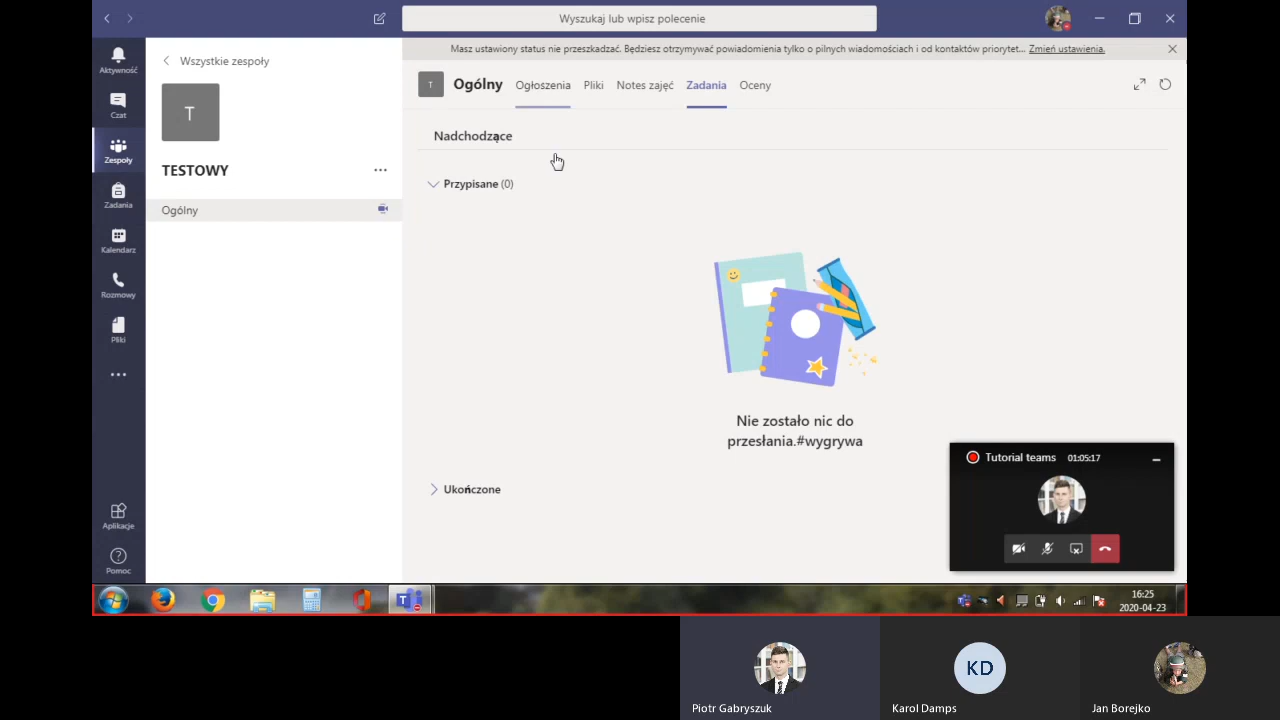 Wyszukaj lub wpisz polecenie
Masz ustawiony status nie przeszkadzać. Będziesz otrzymywać powiadomienia tylko o pilnych wiadomościach i od kontaktów priorytet... Zmień ustawienia.
Aktywność
Czat
Zespoły
Zadania
Kalendarz
Rozmowy
Pliki
Aplikacje
Pomoc
Wszystkie zespoły
T
TESTOWY
Ogólny
T
Ogólny Ogłoszenia Pliki Notes zajęć Zadania Oceny
Nadchodzące
Przypisane (0)
Nie zostało nic do
przesłania.#wygrywa
Ukończone
Tutorial teams 01:05:17
16:25
2020-04-23
KD
Piotr Gabryszuk
Karol Damps
Jan Borejko